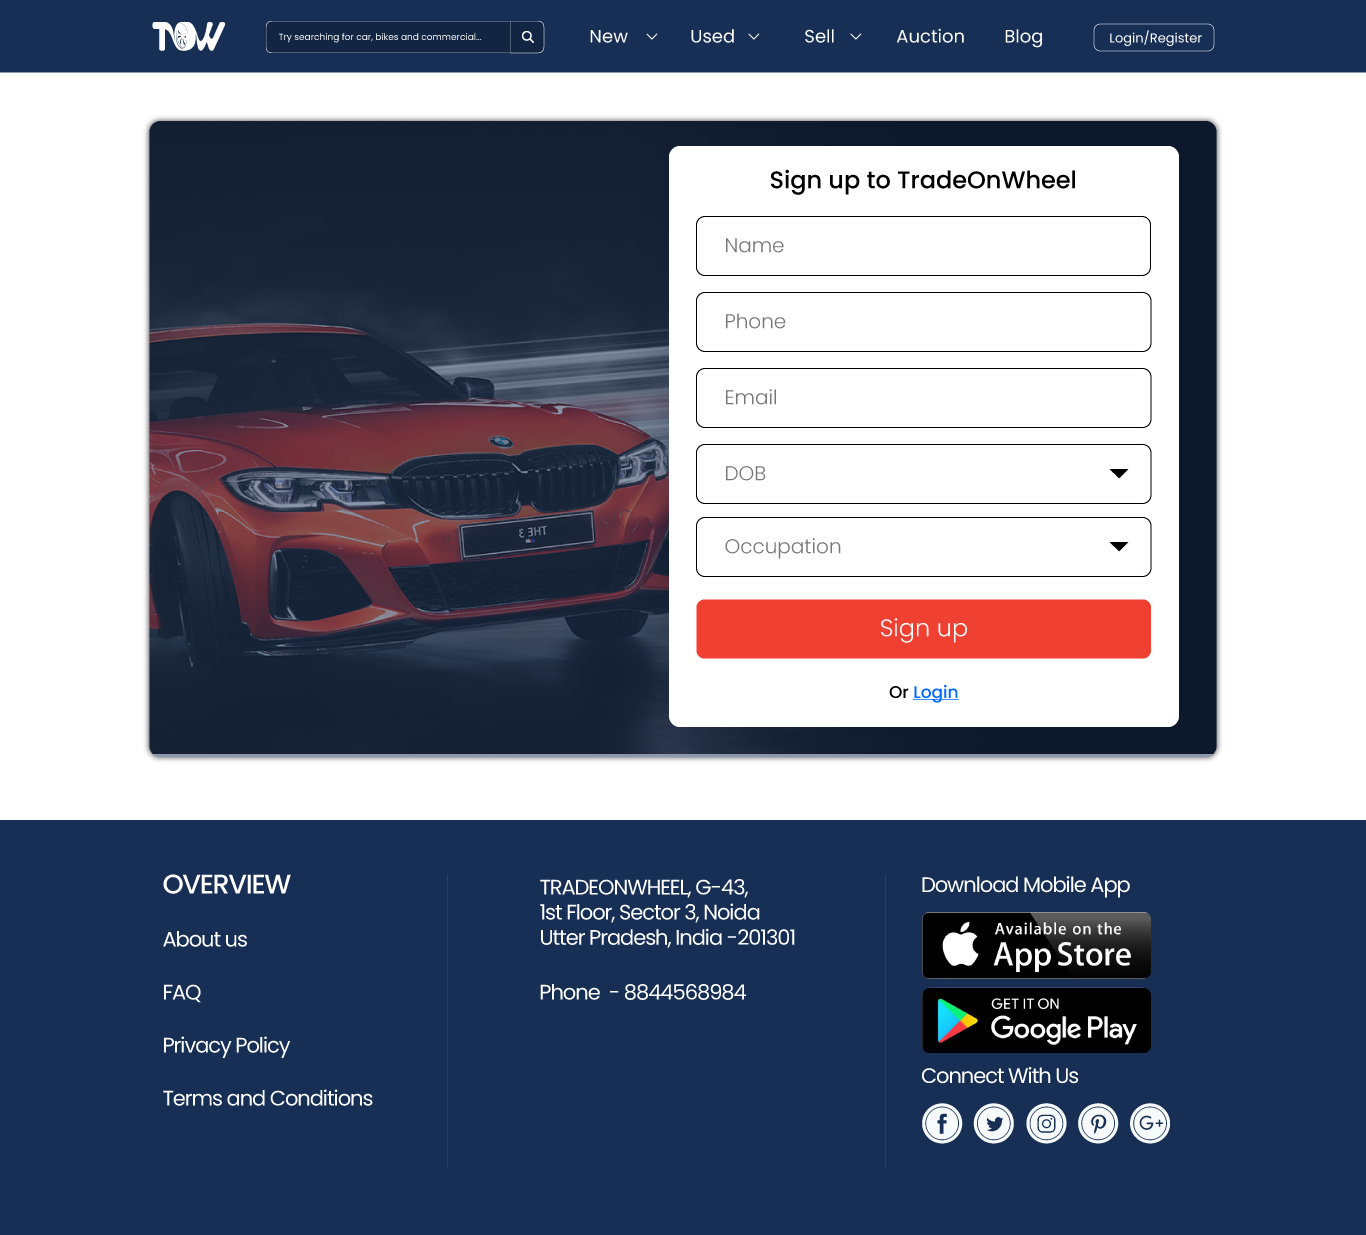 TOW
Try searching for car, bikes and commercial...
New
Used
Sell
Auction
Blog
Login/Register
Sign up to TradeOnWheel
Name
Phone
Email
DOB
Occupation
Sign up
Or Login
THE 3
OVERVIEW
About us
FAQ
Privacy Policy
Terms and Conditions
TRADEONWHEEL, G-43,
1st Floor, Sector 3, Noida
Utter Pradesh, India -201301
Phone - 8844568984
Download Mobile App
Available on the
App Store
GET IT ON
Google Play
Connect With Us
G+